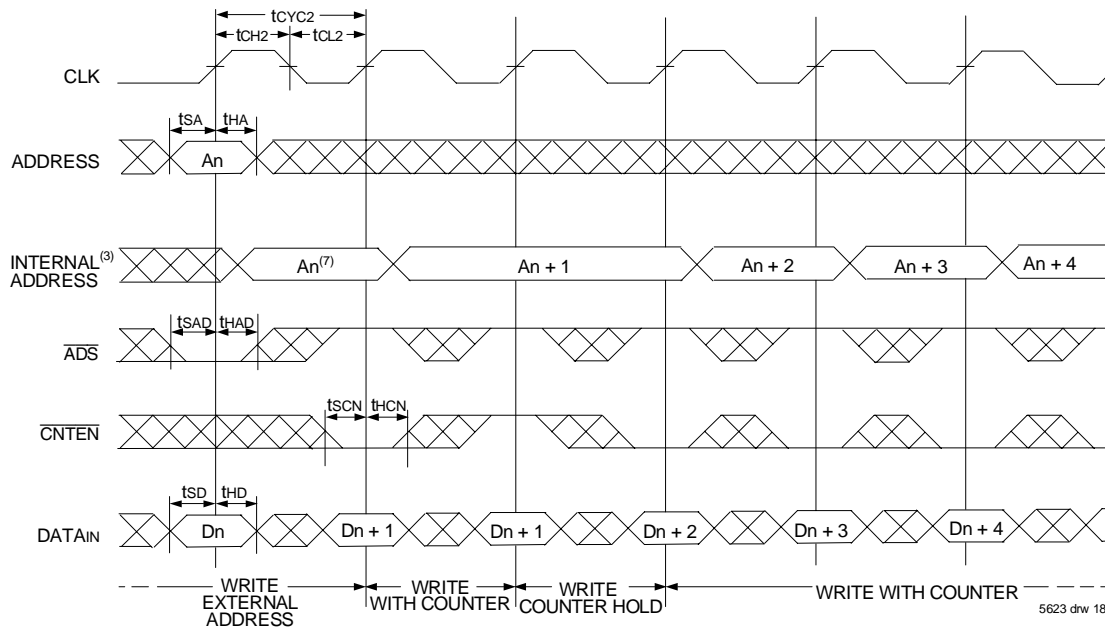 tCYC2
tCH2 tCL2
CLK
tSA tHA
ADDRESS An
INTERNAL(3)
ADDRESS
An(7) An + 1 An + 2 An + 3 An + 4
tSAD tHAD
ADS
tSCN tHCN
CNTEN
tSD tHD
DATAIN Dn Dn + 1 Dn + 1 Dn + 2 Dn + 3 Dn + 4
WRITE
EXTERNAL
ADDRESS
WRITE
WITH COUNTER
WRITE
COUNTER HOLD
WRITE WITH COUNTER
5623 drw 18